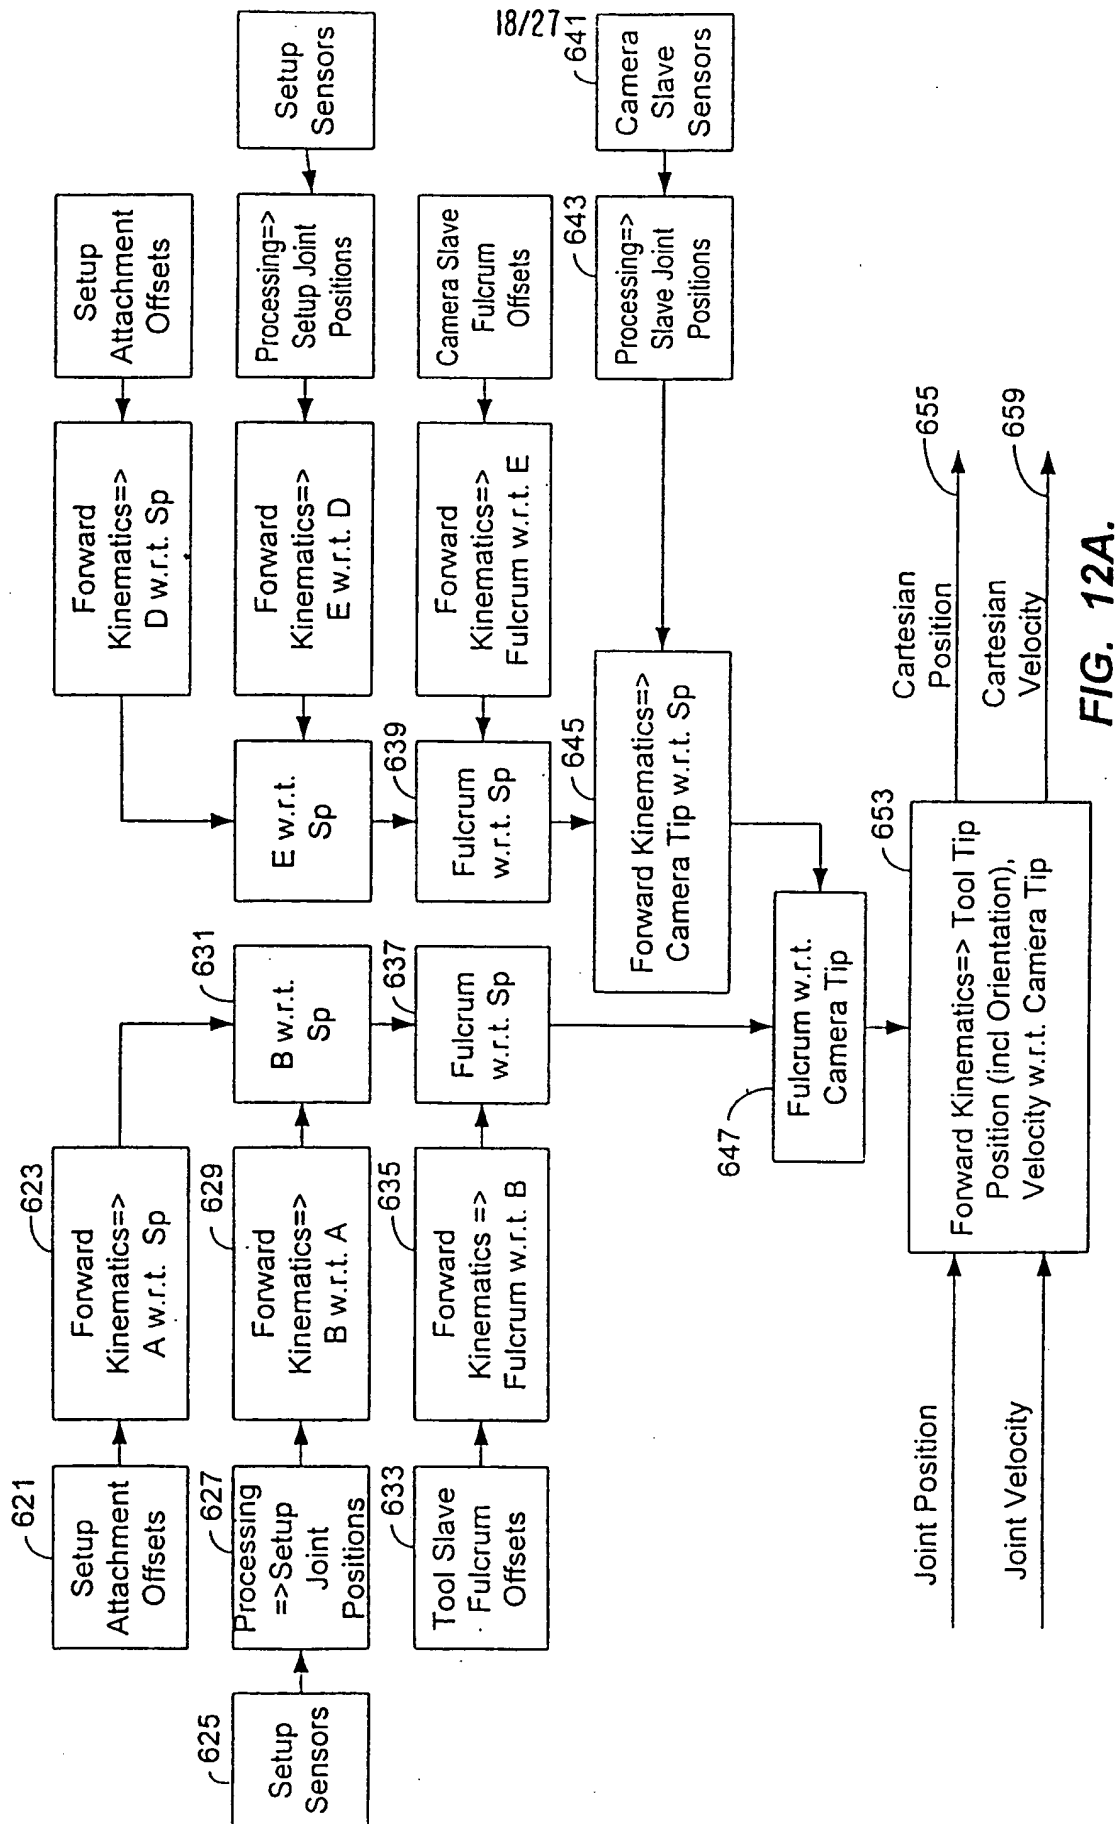 18/27
621
Setup
Attachment
Offsets
623
Forward
Kinematics=>
A w.r.t. Sp
Forward
Kinematics=>
D w.r.t. Sp
Setup
Attachment
Offsets
625
Setup
Sensors
627
Processing
=>Setup
Joint
Positions
629
Forward
Kinematics=>
B w.r.t. A
631
B w.r.t.
Sp
E w.r.t.
Sp
Forward
Kinematics=>
E w.r.t. D
Processing=>
Setup Joint
Positions
Setup
Sensors
633
Tool Slave
Fulcrum
Offsets
635
Forward
Kinematics =>
Fulcrum w.r.t. B
637
Fulcrum
w.r.t. Sp
639
Fulcrum
w.r.t. Sp
Forward
Kinematics=>
Fulcrum w.r.t. E
Camera Slave
Fulcrum
Offsets
645
Forward Kinematics=>
Camera Tip w.r.t. Sp
643
Processing=>
Slave Joint
Positions
641
Camera
Slave
Sensors
647
Fulcrum w.r.t.
Camera Tip
Joint Position
Joint Velocity
653
Forward Kinematics=> Tool Tip
Position (incl Orientation),
Velocity w.r.t. Camera Tip
Cartesian
Position
655
Cartesian
Velocity
659
FIG. 12A.